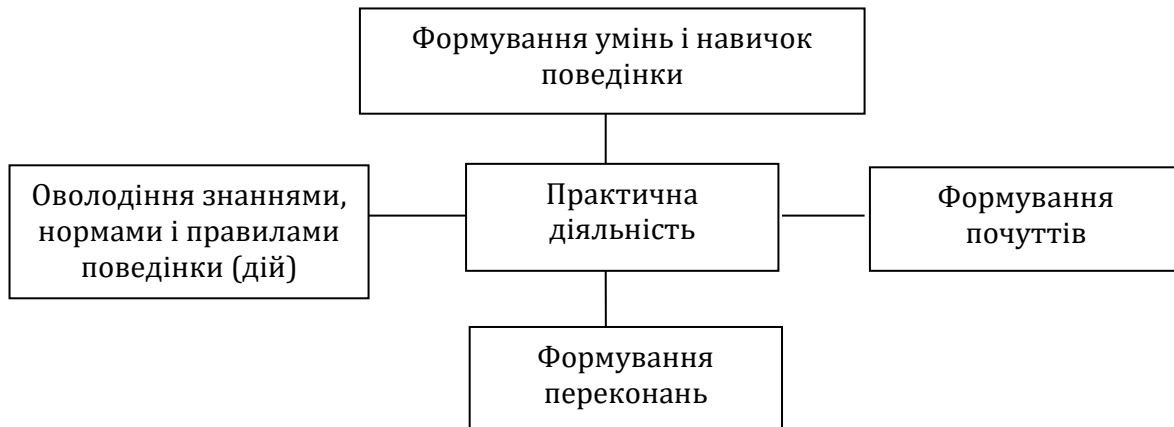 Формування умінь і навичок
поведінки
Оволодіння знаннями,
нормами і правилами
поведінки (дій)
Практична
діяльність
Формування
почуттів
Формування
переконань